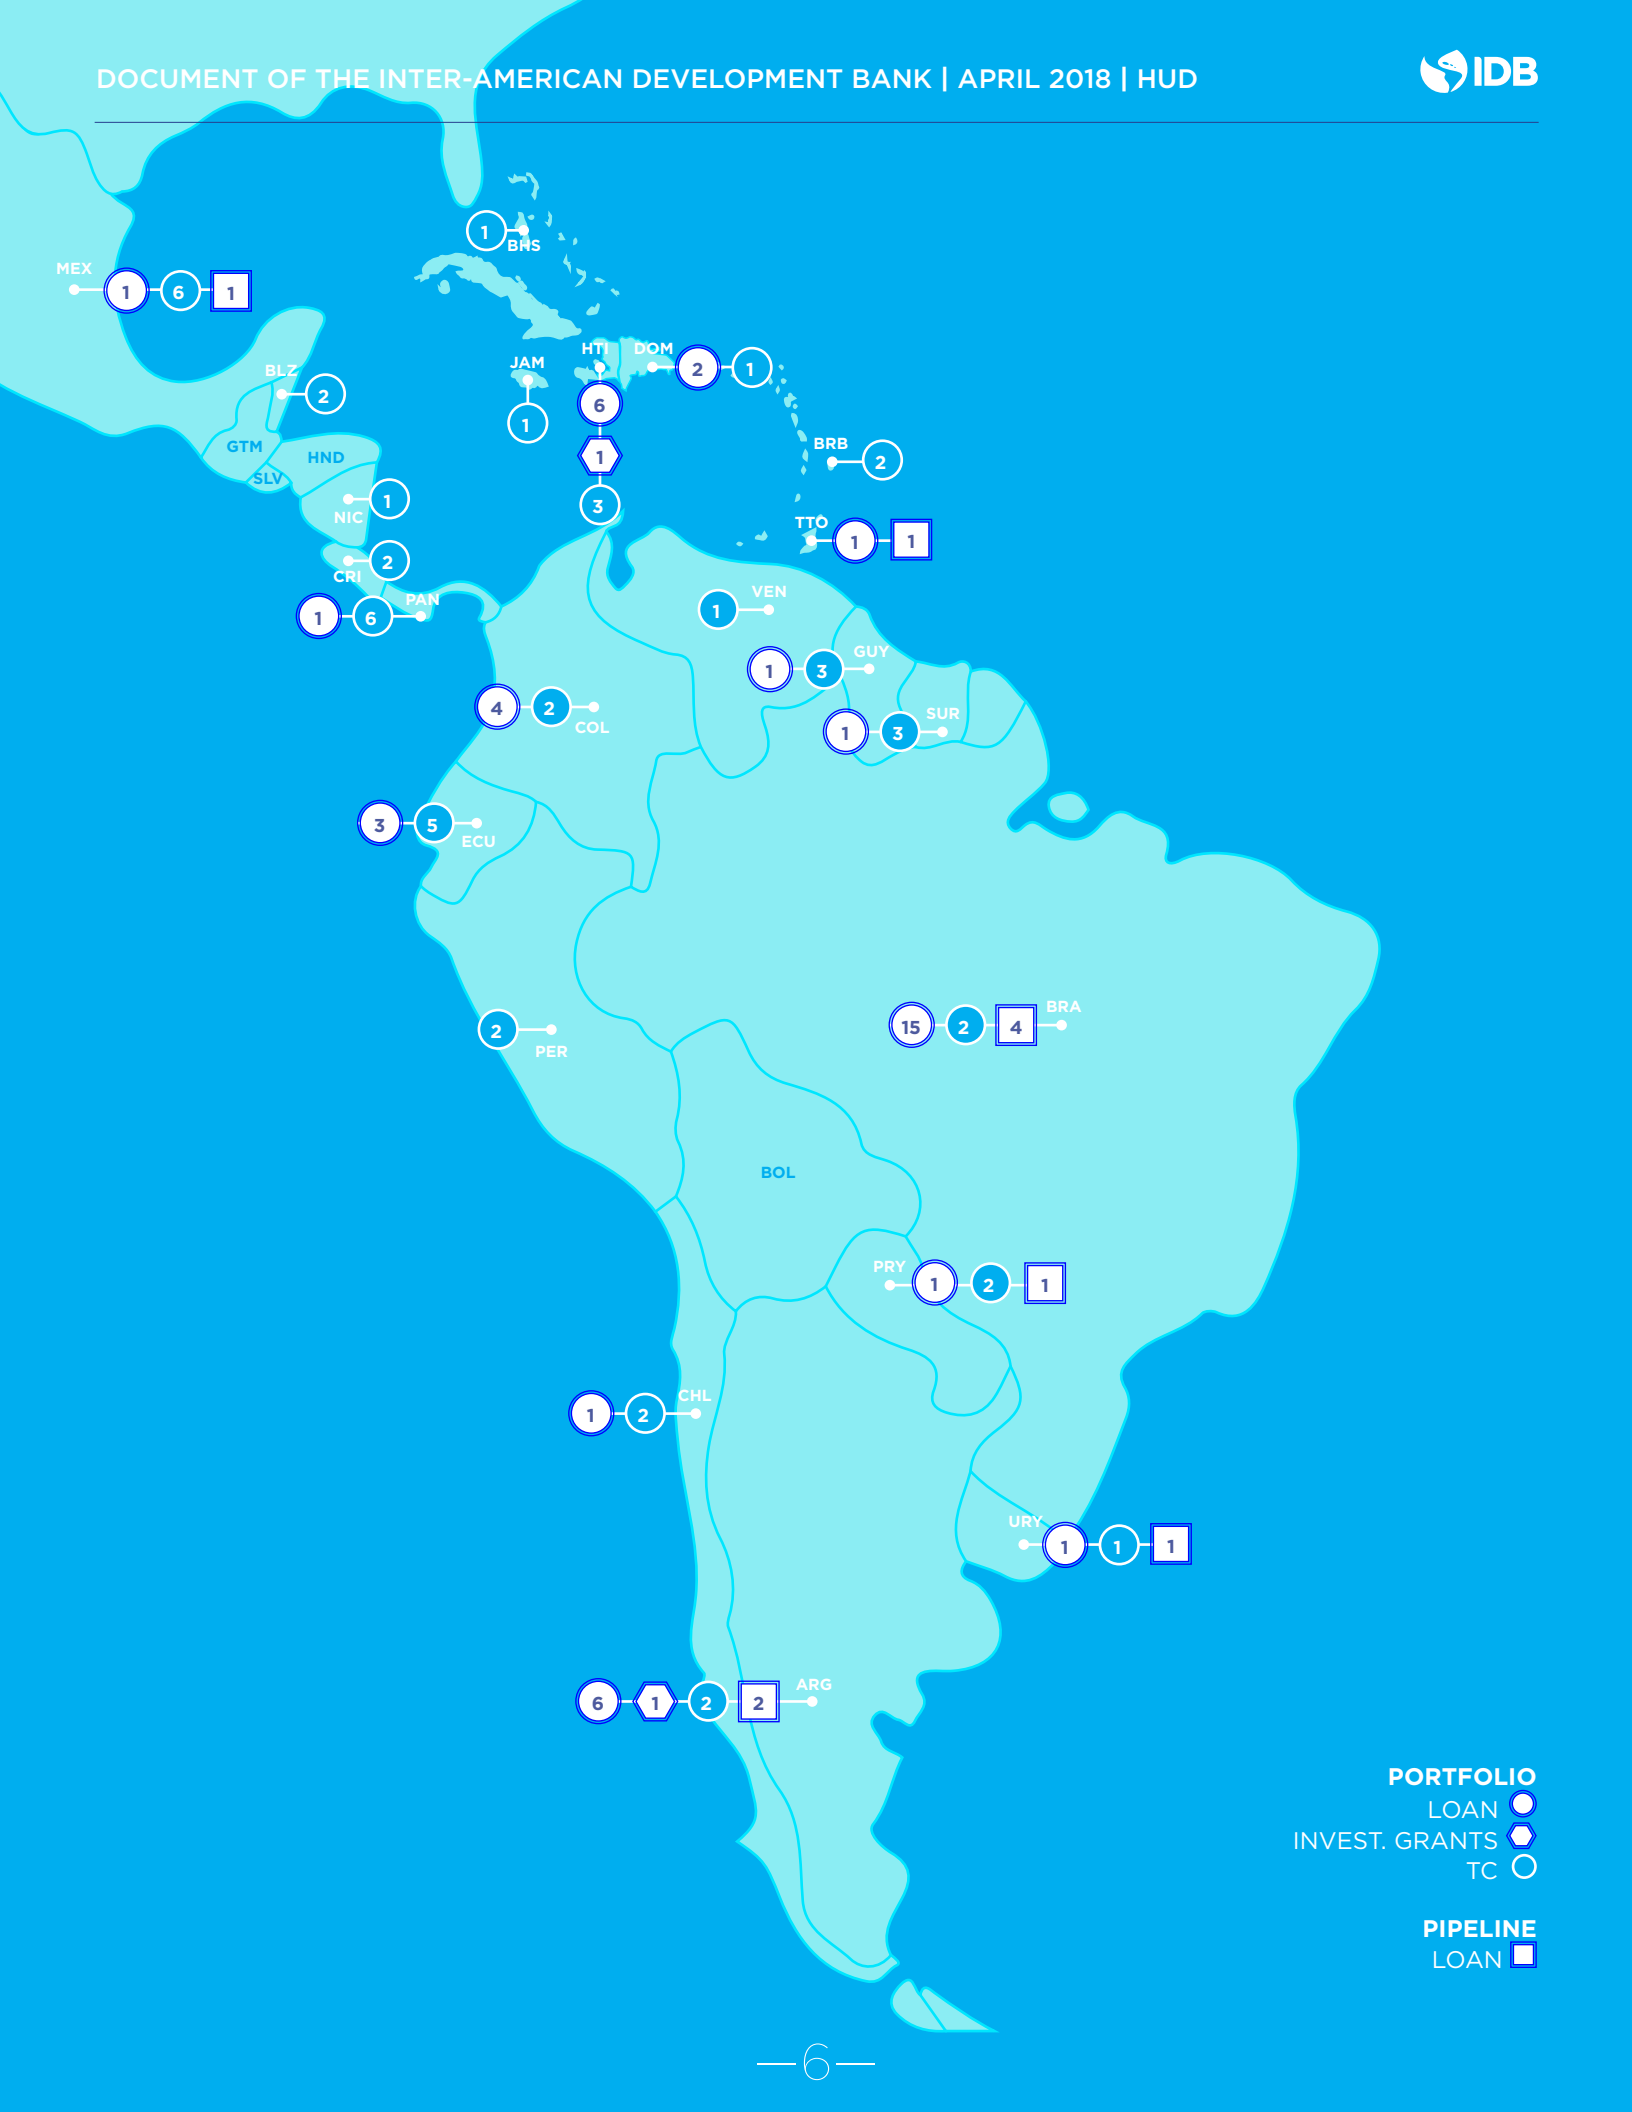 DOCUMENT OF THE INTER-AMERICAN DEVELOPMENT BANK | APRIL 2018 | HUD
IDB
1
BHS
MEX
1 6 1
HTI DOM
2 1
JAM
BLZ
2
6
1
GTM
BRB
2
HND
1
SLV
3
1
NIC
TTO
1 1
2
CRI
VEN
1
PAN
1 6
GUY
1 3
4 2
COL
SUR
1 3
3 5
ECU
BRA
15 2 4
2
PER
BOL
PRY
1 2 1
CHL
1 2
URY
1 1 1
ARG
6 1 2 2
PORTFOLIO
LOAN
INVEST. GRANTS
TC
PIPELINE
LOAN
6